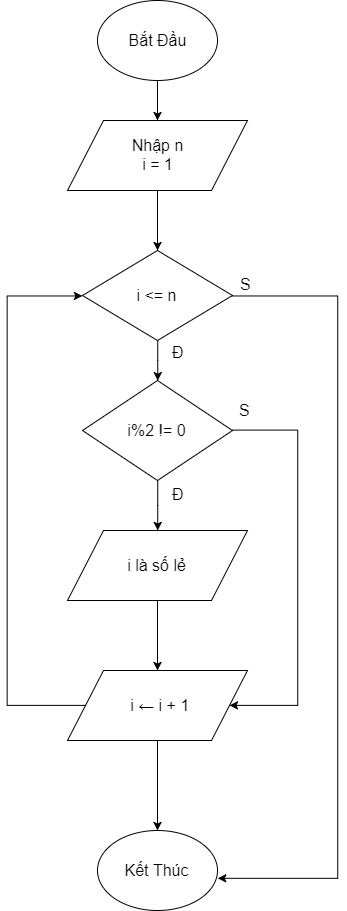 Bắt Đầu
Nhập n
i = 1
i <= n
S
Đ
i%2 != 0
S
Đ
i là số lẻ
i ← i + 1
Kết Thúc